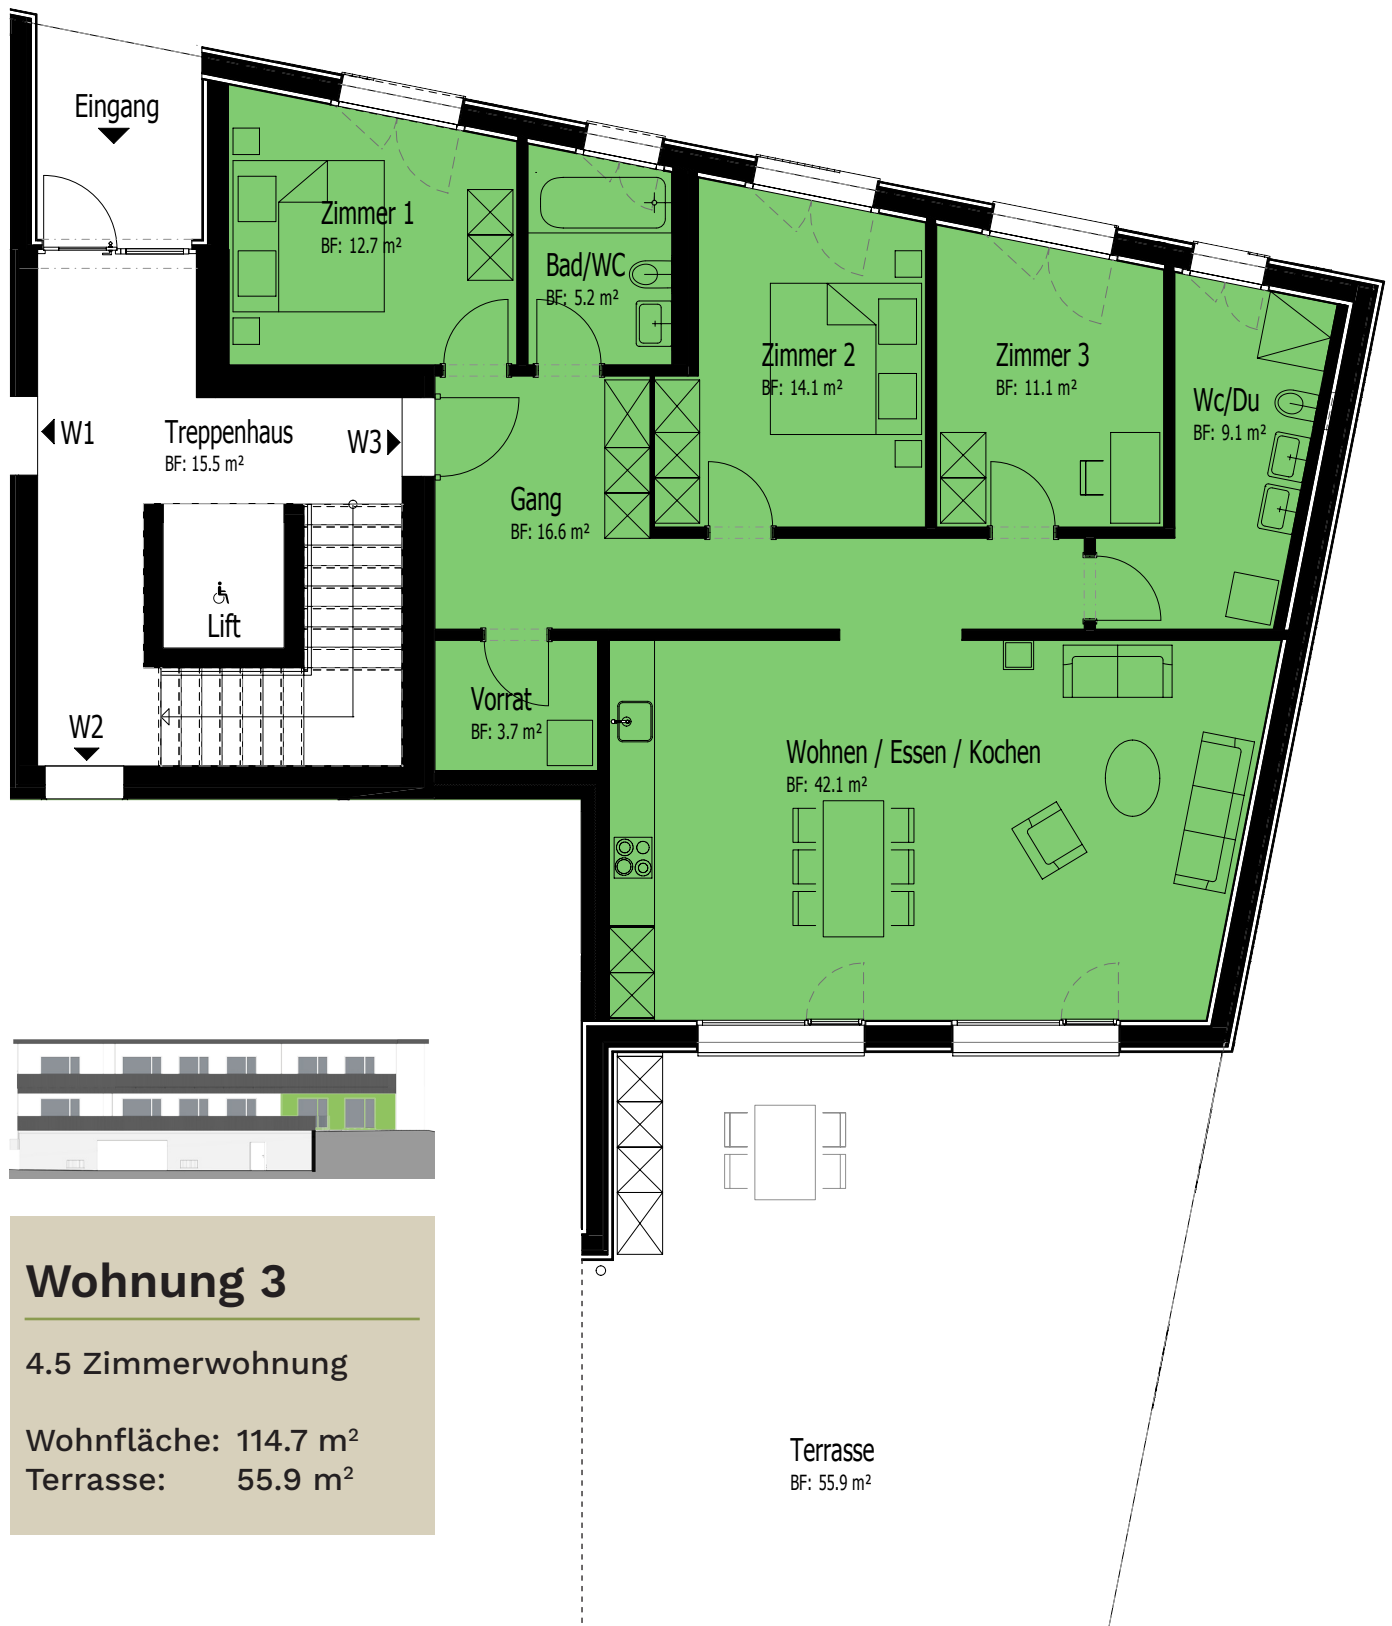 Eingang
Zimmer 1
BF: 12.7 m²
Bad/WC
BF: 5.2 m²
Zimmer 2
BF: 14.1 m²
Zimmer 3
BF: 11.1 m²
Wc/Du
BF: 9.1 m²
W1
Treppenhaus
BF: 15.5 m²
W3
Gang
BF: 16.6 m²
Lift
W2
Vorrat
BF: 3.7 m²
Wohnen / Essen / Kochen
BF: 42.1 m²
Wohnung 3
4.5 Zimmerwohnung
Wohnfläche: 114.7 m²
Terrasse: 55.9 m²
Terrasse
BF: 55.9 m²